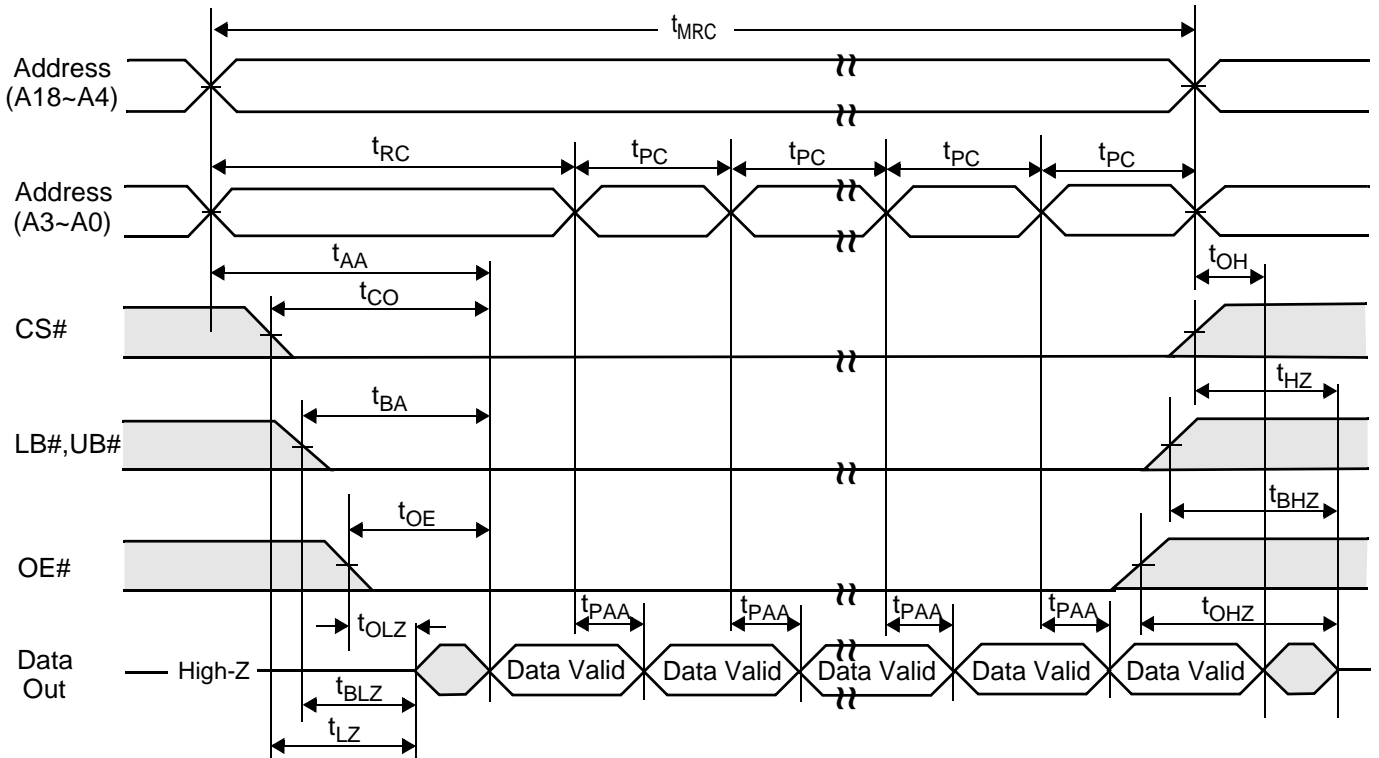 tMRC
Address
(A18~A4)
tRC
tPC
tPC
tPC
tPC
Address
(A3~A0)
tAA
tOH
tCO
CS#
tHZ
tBA
LB#,UB#
tBHZ
tOE
OE#
tOLZ
tPAA
tPAA
tPAA
tPAA
tOHZ
Data
Out
High-Z
Data Valid
Data Valid
Data Valid
Data Valid
Data Valid
tBLZ
tLZ